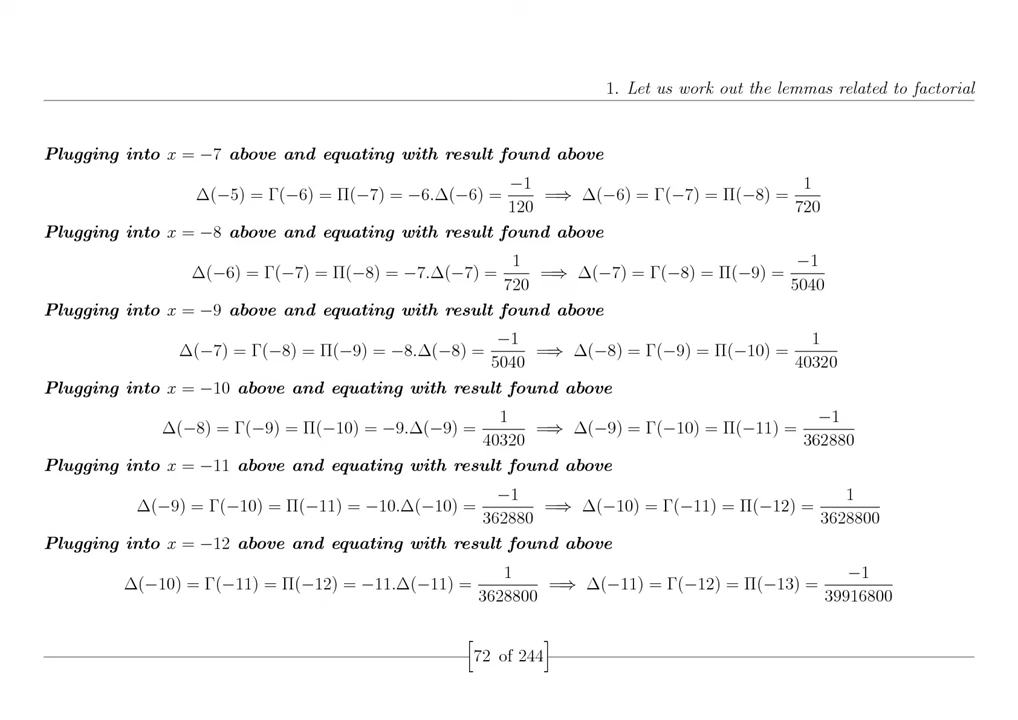 1. Let us work out the lemmas related to factorial
Plugging into x = −7 above and equating with result found above
Δ(−5) = Γ(−6) = Π(−7) = −6.Δ(−6) = −1/120 ⟹ Δ(−6) = Γ(−7) = Π(−8) = 1/720
Plugging into x = −8 above and equating with result found above
Δ(−6) = Γ(−7) = Π(−8) = −7.Δ(−7) = 1/720 ⟹ Δ(−7) = Γ(−8) = Π(−9) = −1/5040
Plugging into x = −9 above and equating with result found above
Δ(−7) = Γ(−8) = Π(−9) = −8.Δ(−8) = −1/5040 ⟹ Δ(−8) = Γ(−9) = Π(−10) = 1/40320
Plugging into x = −10 above and equating with result found above
Δ(−8) = Γ(−9) = Π(−10) = −9.Δ(−9) = 1/40320 ⟹ Δ(−9) = Γ(−10) = Π(−11) = −1/362880
Plugging into x = −11 above and equating with result found above
Δ(−9) = Γ(−10) = Π(−11) = −10.Δ(−10) = −1/362880 ⟹ Δ(−10) = Γ(−11) = Π(−12) = 1/3628800
Plugging into x = −12 above and equating with result found above
Δ(−10) = Γ(−11) = Π(−12) = −11.Δ(−11) = 1/3628800 ⟹ Δ(−11) = Γ(−12) = Π(−13) = −1/39916800
[72 of 244]